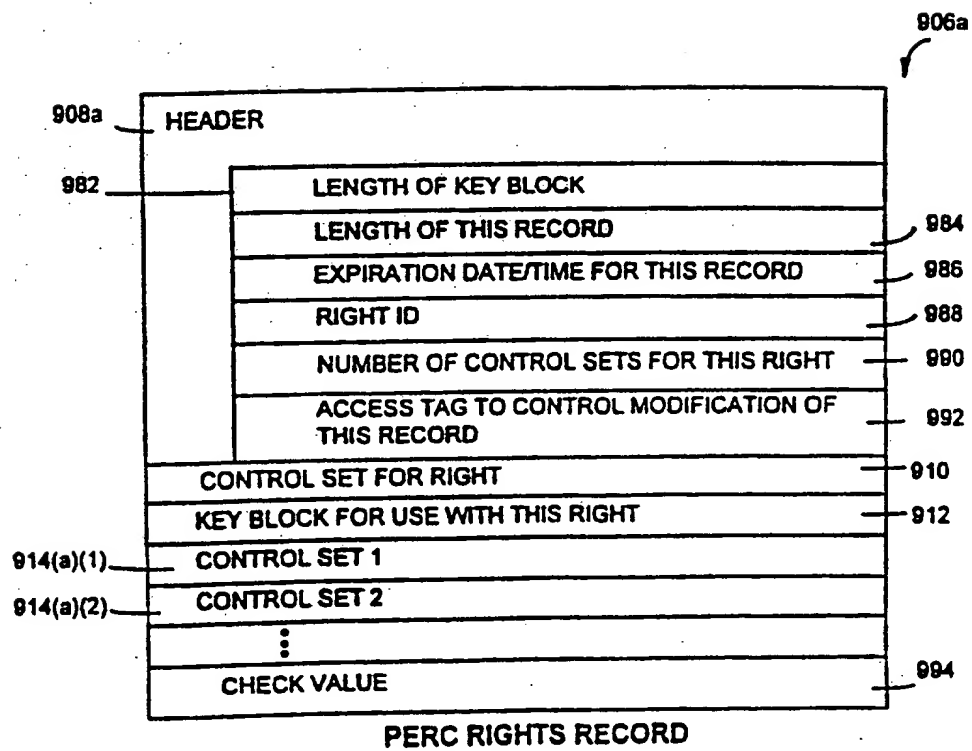 906a
908a HEADER
982 LENGTH OF KEY BLOCK
LENGTH OF THIS RECORD 984
EXPIRATION DATE/TIME FOR THIS RECORD 986
RIGHT ID 988
NUMBER OF CONTROL SETS FOR THIS RIGHT 990
ACCESS TAG TO CONTROL MODIFICATION OF
THIS RECORD 992
CONTROL SET FOR RIGHT 910
KEY BLOCK FOR USE WITH THIS RIGHT 912
914(a)(1) CONTROL SET 1
914(a)(2) CONTROL SET 2
CHECK VALUE 994
PERC RIGHTS RECORD